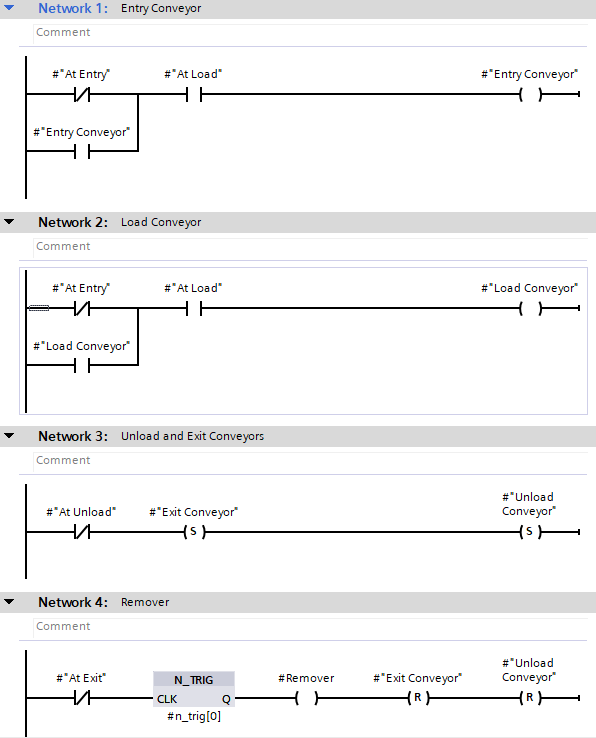 Network 1: Entry Conveyor
Comment
#"At Entry" #"At Load" #"Entry Conveyor"
#"Entry Conveyor"
Network 2: Load Conveyor
Comment
#"At Entry" #"At Load" #"Load Conveyor"
#"Load Conveyor"
Network 3: Unload and Exit Conveyors
Comment
#"Unload
#"At Unload" #"Exit Conveyor" Conveyor"
S S
Network 4: Remover
Comment
#"Unload
#"At Exit" N_TRIG #Remover #"Exit Conveyor" Conveyor"
CLK Q R R
#n_trig[0]